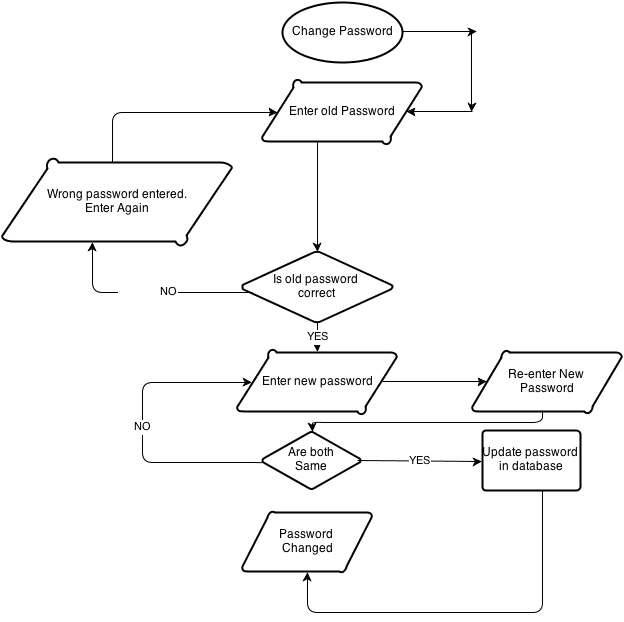 Change Password
Enter old Password
Wrong password entered.
Enter Again
Is old password
correct
NO
YES
Enter new password
Re-enter New
Password
NO
Are both
Same
YES
Update password
in database
Password
Changed